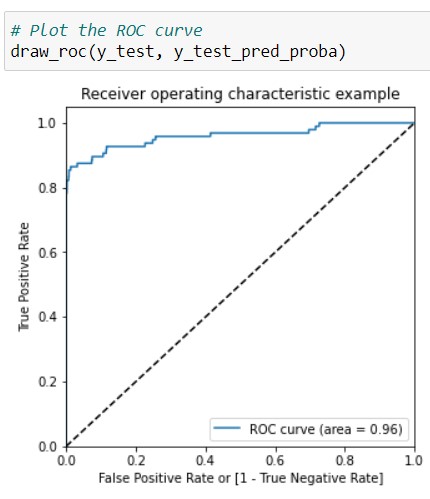 # Plot the ROC curve
draw_roc(y_test, y_test_pred_proba)
Receiver operating characteristic example
1.0
0.8
0.6
0.4
0.2
0.0
True Positive Rate
ROC curve (area = 0.96)
0.0 0.2 0.4 0.6 0.8 1.0
False Positive Rate or [1 - True Negative Rate]